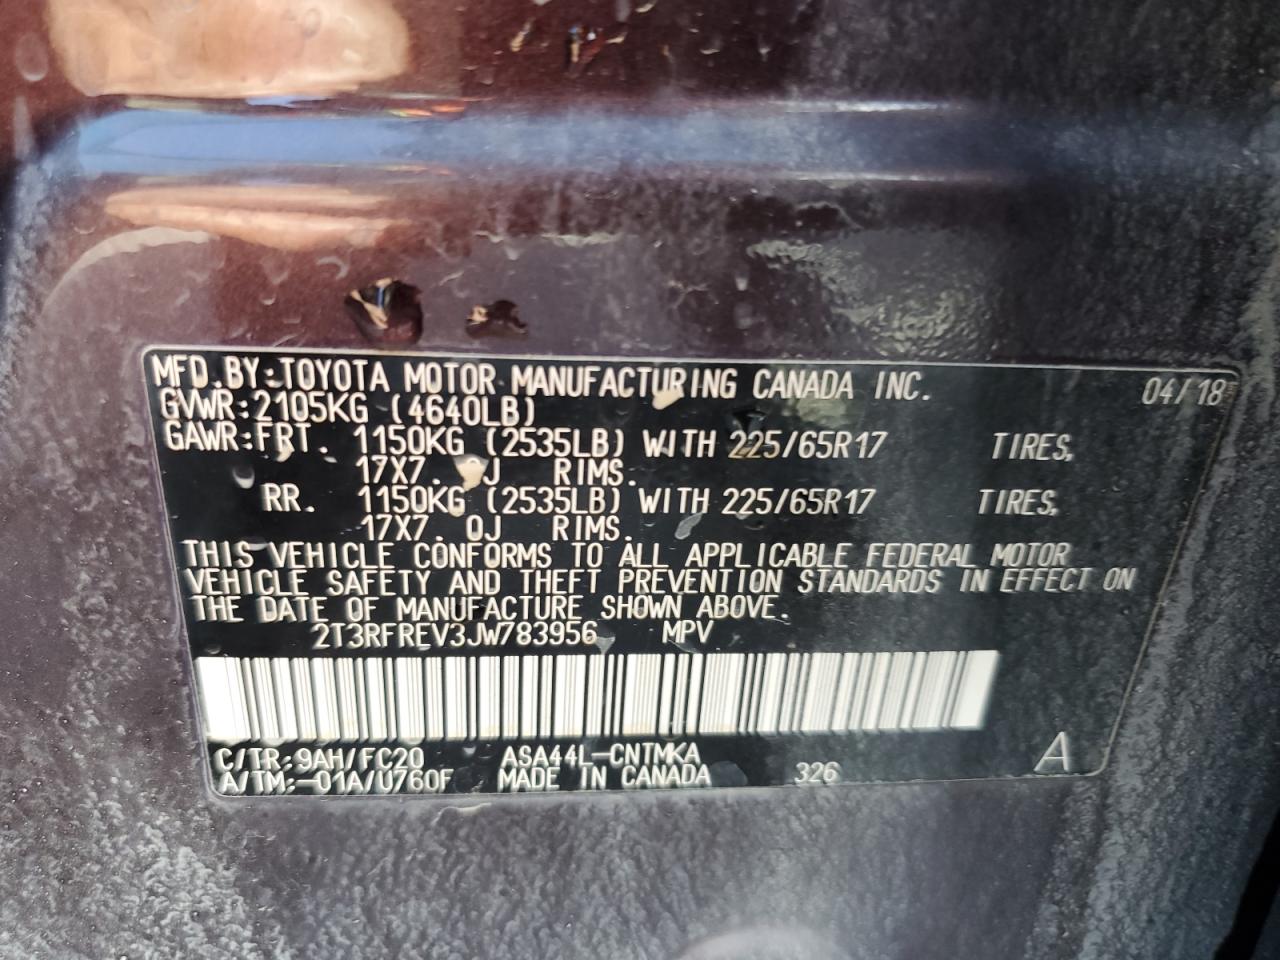 MFD.BY:TOYOTA MOTOR MANUFACTURING CANADA INC. 04/18
GVWR:2105KG (4640LB)
GAWR:FRT. 1150KG (2535LB) WITH 225/65R17 TIRES,
17X7. J RIMS.
RR. 1150KG (2535LB) WITH 225/65R17 TIRES,
17X7.0J RIMS.
THIS VEHICLE CONFORMS TO ALL APPLICABLE FEDERAL MOTOR
VEHICLE SAFETY AND THEFT PREVENTION STANDARDS IN EFFECT ON
THE DATE OF MANUFACTURE SHOWN ABOVE.
2T3RFREV3JW783956 MPV
C/TR:9AH/FC20 ASA44L-CNTMKA
A/TM:-01A/U760F MADE IN CANADA 326 A